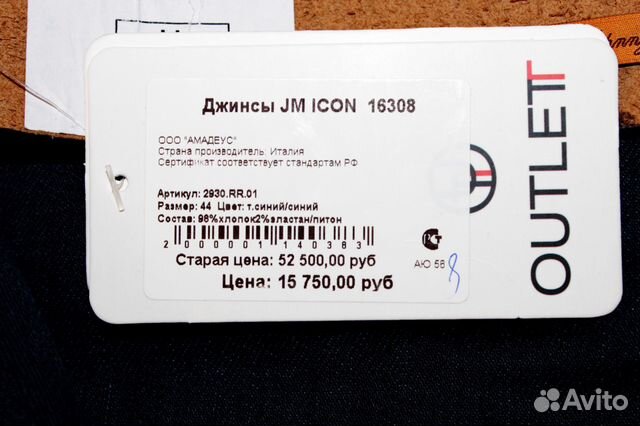 Джинсы JM ICON 16308
ООО "АМАДЕУС"
Страна производитель: Италия
Сертификат соответствует стандартам РФ
Артикул: 2930.RR.01
Размер: 44 Цвет: т.синий/синий
Состав: 98%хлопок2%эластан/питон
2000001140383
Старая цена: 52 500,00 руб
Цена: 15 750,00 руб
АЮ 58
OUTLET
Avito